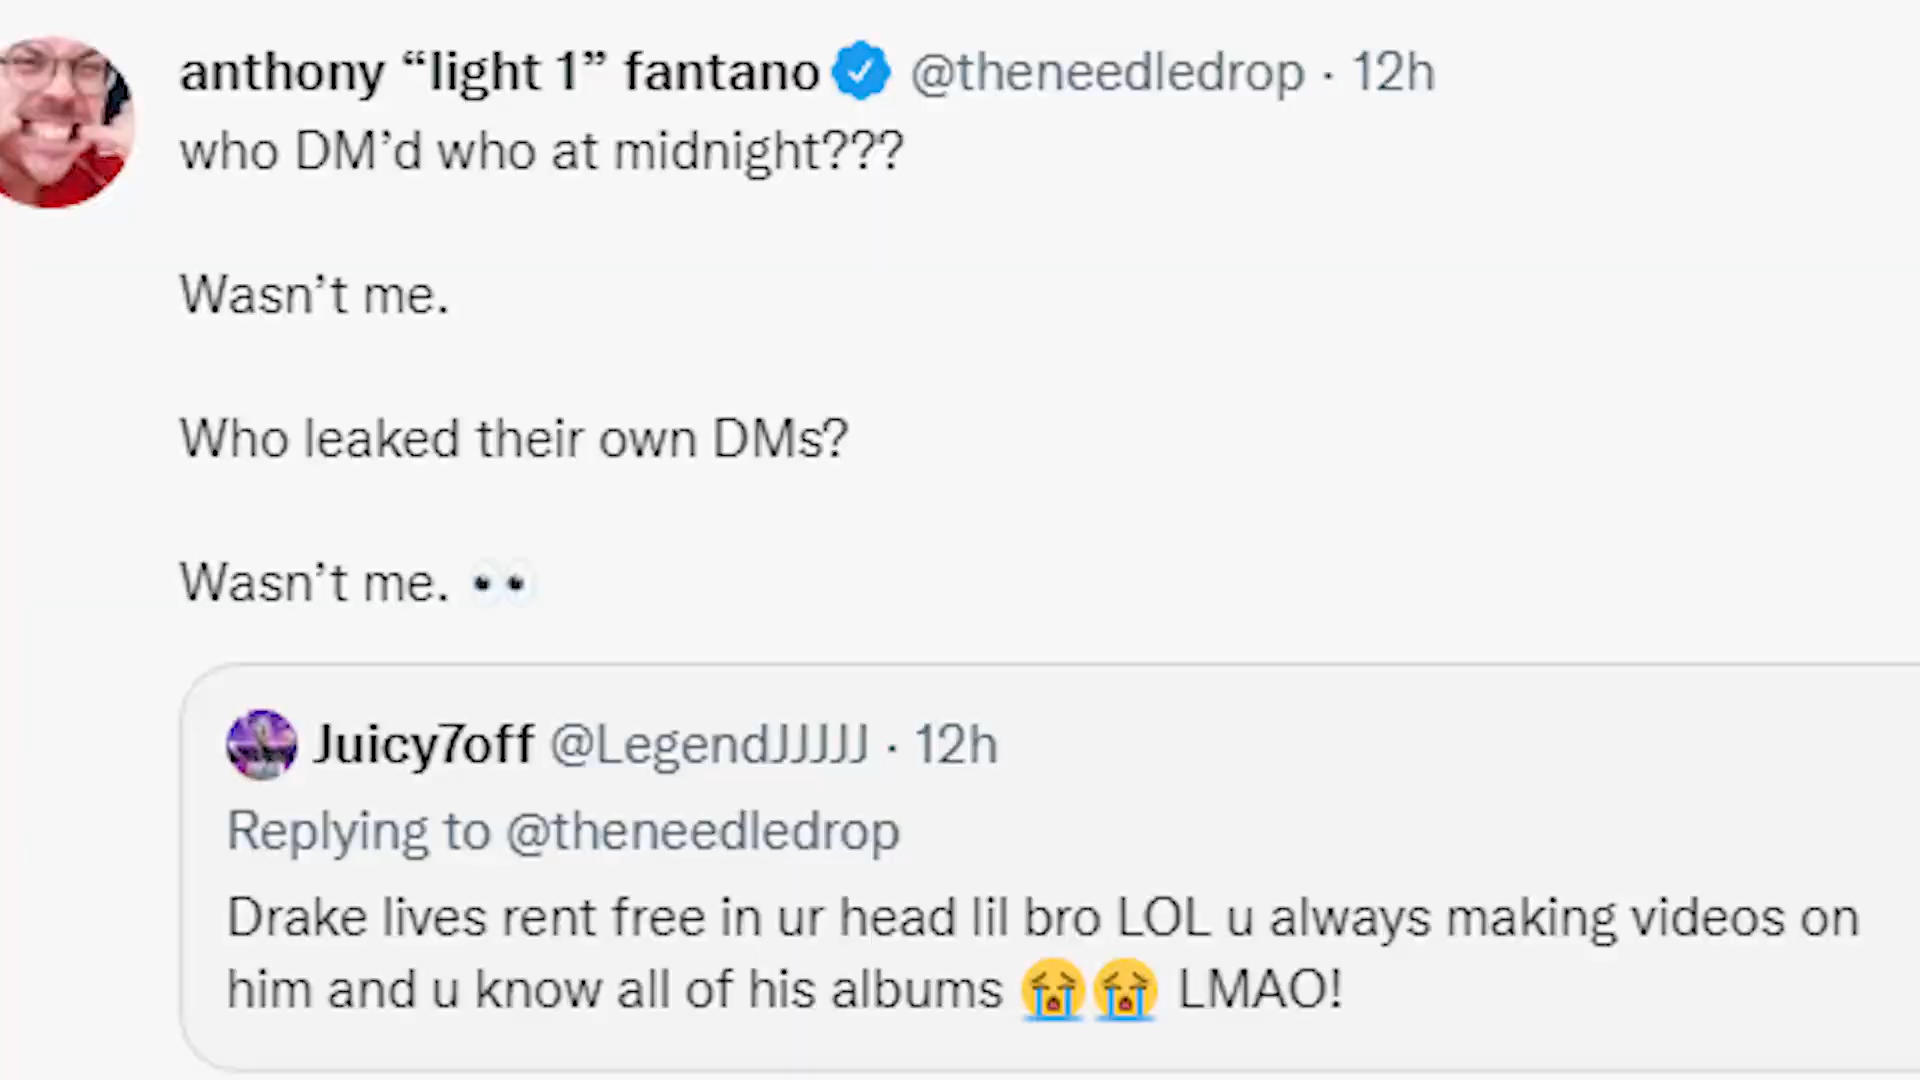 anthony “light 1” fantano @theneedledrop · 12h
who DM’d who at midnight???
Wasn’t me.
Who leaked their own DMs?
Wasn’t me. 👀
Juicy7off @LegendJJJJJ · 12h
Replying to @theneedledrop
Drake lives rent free in ur head lil bro LOL u always making videos on
him and u know all of his albums 😭😭 LMAO!